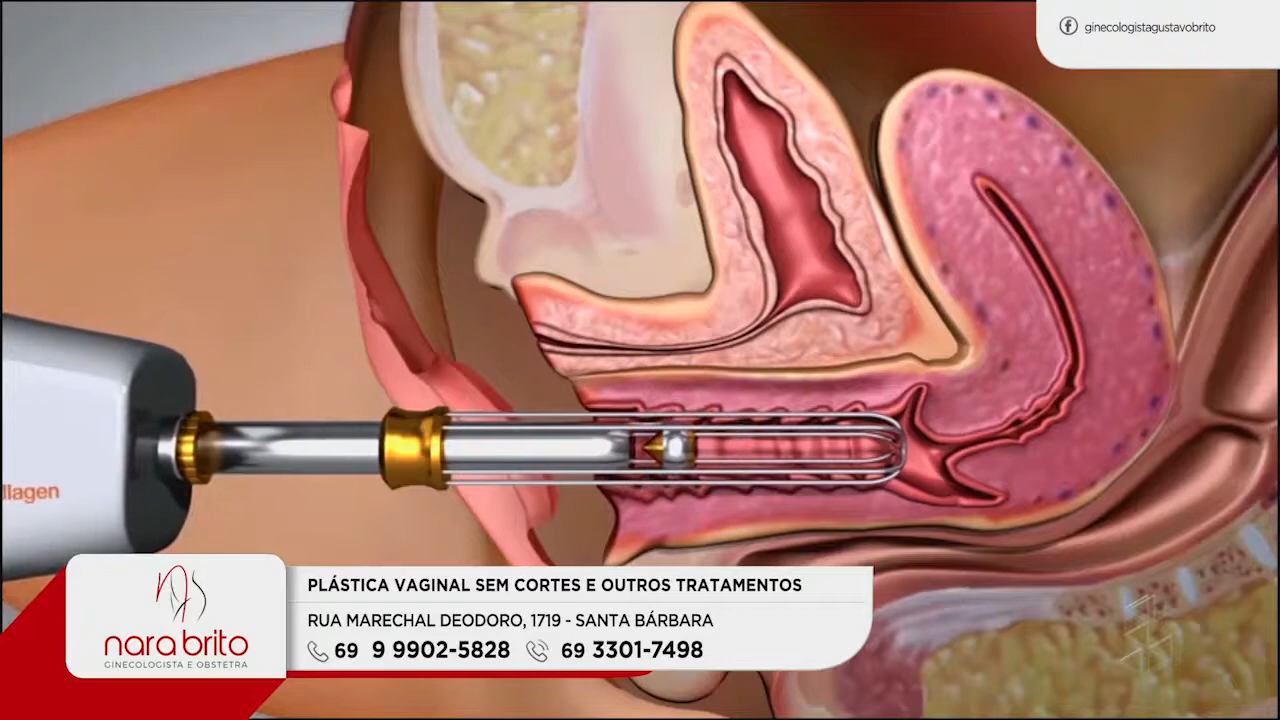 ginecologistagustavobrito
llagen
PLÁSTICA VAGINAL SEM CORTES E OUTROS TRATAMENTOS
RUA MARECHAL DEODORO, 1719 - SANTA BÁRBARA
69 9 9902-5828 69 3301-7498
nara brito
GINECOLOGISTA E OBSTETRA